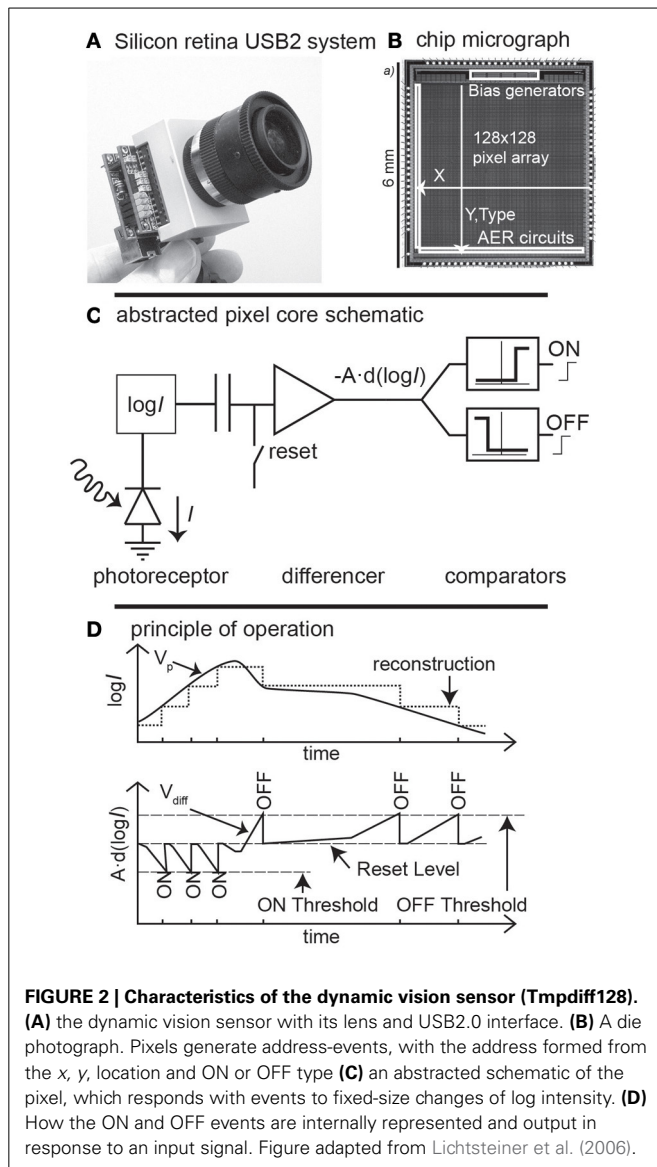 A Silicon retina USB2 system
B chip micrograph
a)
Bias generators
128x128
pixel array
6 mm
X
Y,Type
AER circuits
C abstracted pixel core schematic
logI
-A·d(logI)
ON
OFF
reset
I
photoreceptor differencer comparators
D principle of operation
Vp
reconstruction
logI
time
Vdiff
OFF
OFF
OFF
A·d(logI)
Reset Level
ON
ON
ON
ON Threshold
OFF Threshold
time
FIGURE 2 | Characteristics of the dynamic vision sensor (Tmpdiff128).
(A) the dynamic vision sensor with its lens and USB2.0 interface. (B) A die
photograph. Pixels generate address-events, with the address formed from
the x, y, location and ON or OFF type (C) an abstracted schematic of the
pixel, which responds with events to fixed-size changes of log intensity. (D)
How the ON and OFF events are internally represented and output in
response to an input signal. Figure adapted from Lichtsteiner et al. (2006).